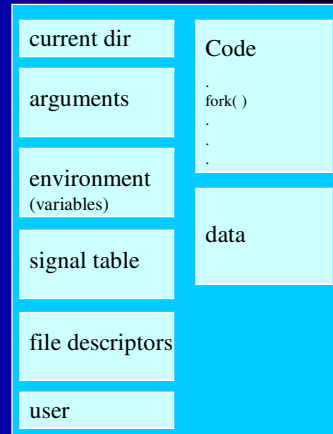 current dir
arguments
environment
(variables)
signal table
file descriptors
user
Code
.
fork( )
.
.
.
data